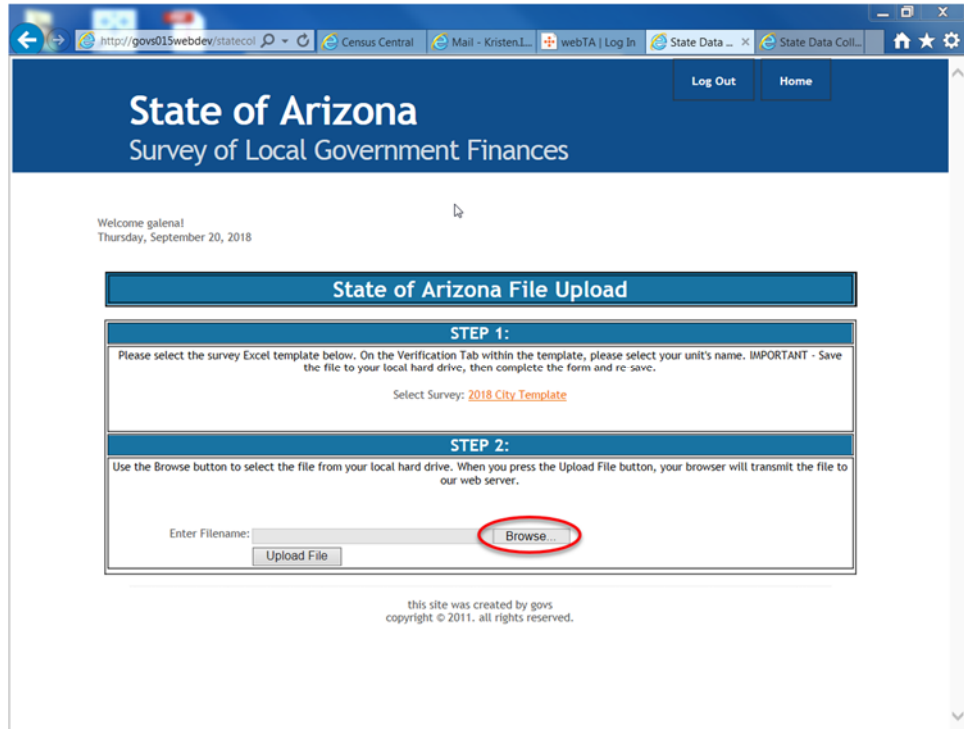 http://govs015webdev/statecol
Census Central
Mail - Kristen.I...
webTA | Log In
State Data ...
State Data Coll...
Log Out
Home
State of Arizona
Survey of Local Government Finances
Welcome galena!
Thursday, September 20, 2018
State of Arizona File Upload
STEP 1:
Please select the survey Excel template below. On the Verification Tab within the template, please select your unit's name. IMPORTANT - Save
the file to your local hard drive, then complete the form and re-save.
Select Survey: 2018 City Template
STEP 2:
Use the Browse button to select the file from your local hard drive. When you press the Upload File button, your browser will transmit the file to
our web server.
Enter Filename:
Browse...
Upload File
this site was created by govs
copyright © 2011. all rights reserved.